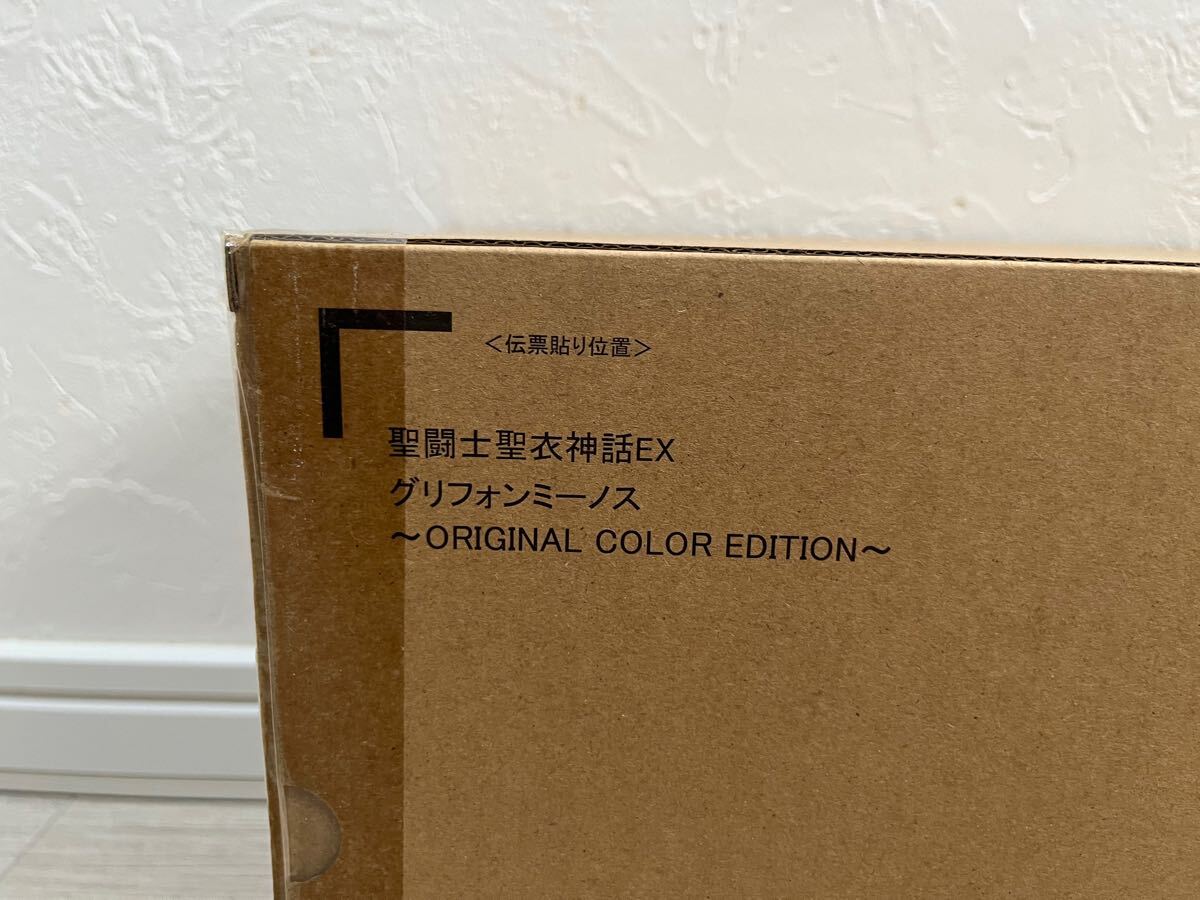 ＜伝票貼り位置＞
聖闘士聖衣神話EX
グリフォンミーノス
～ORIGINAL COLOR EDITION～